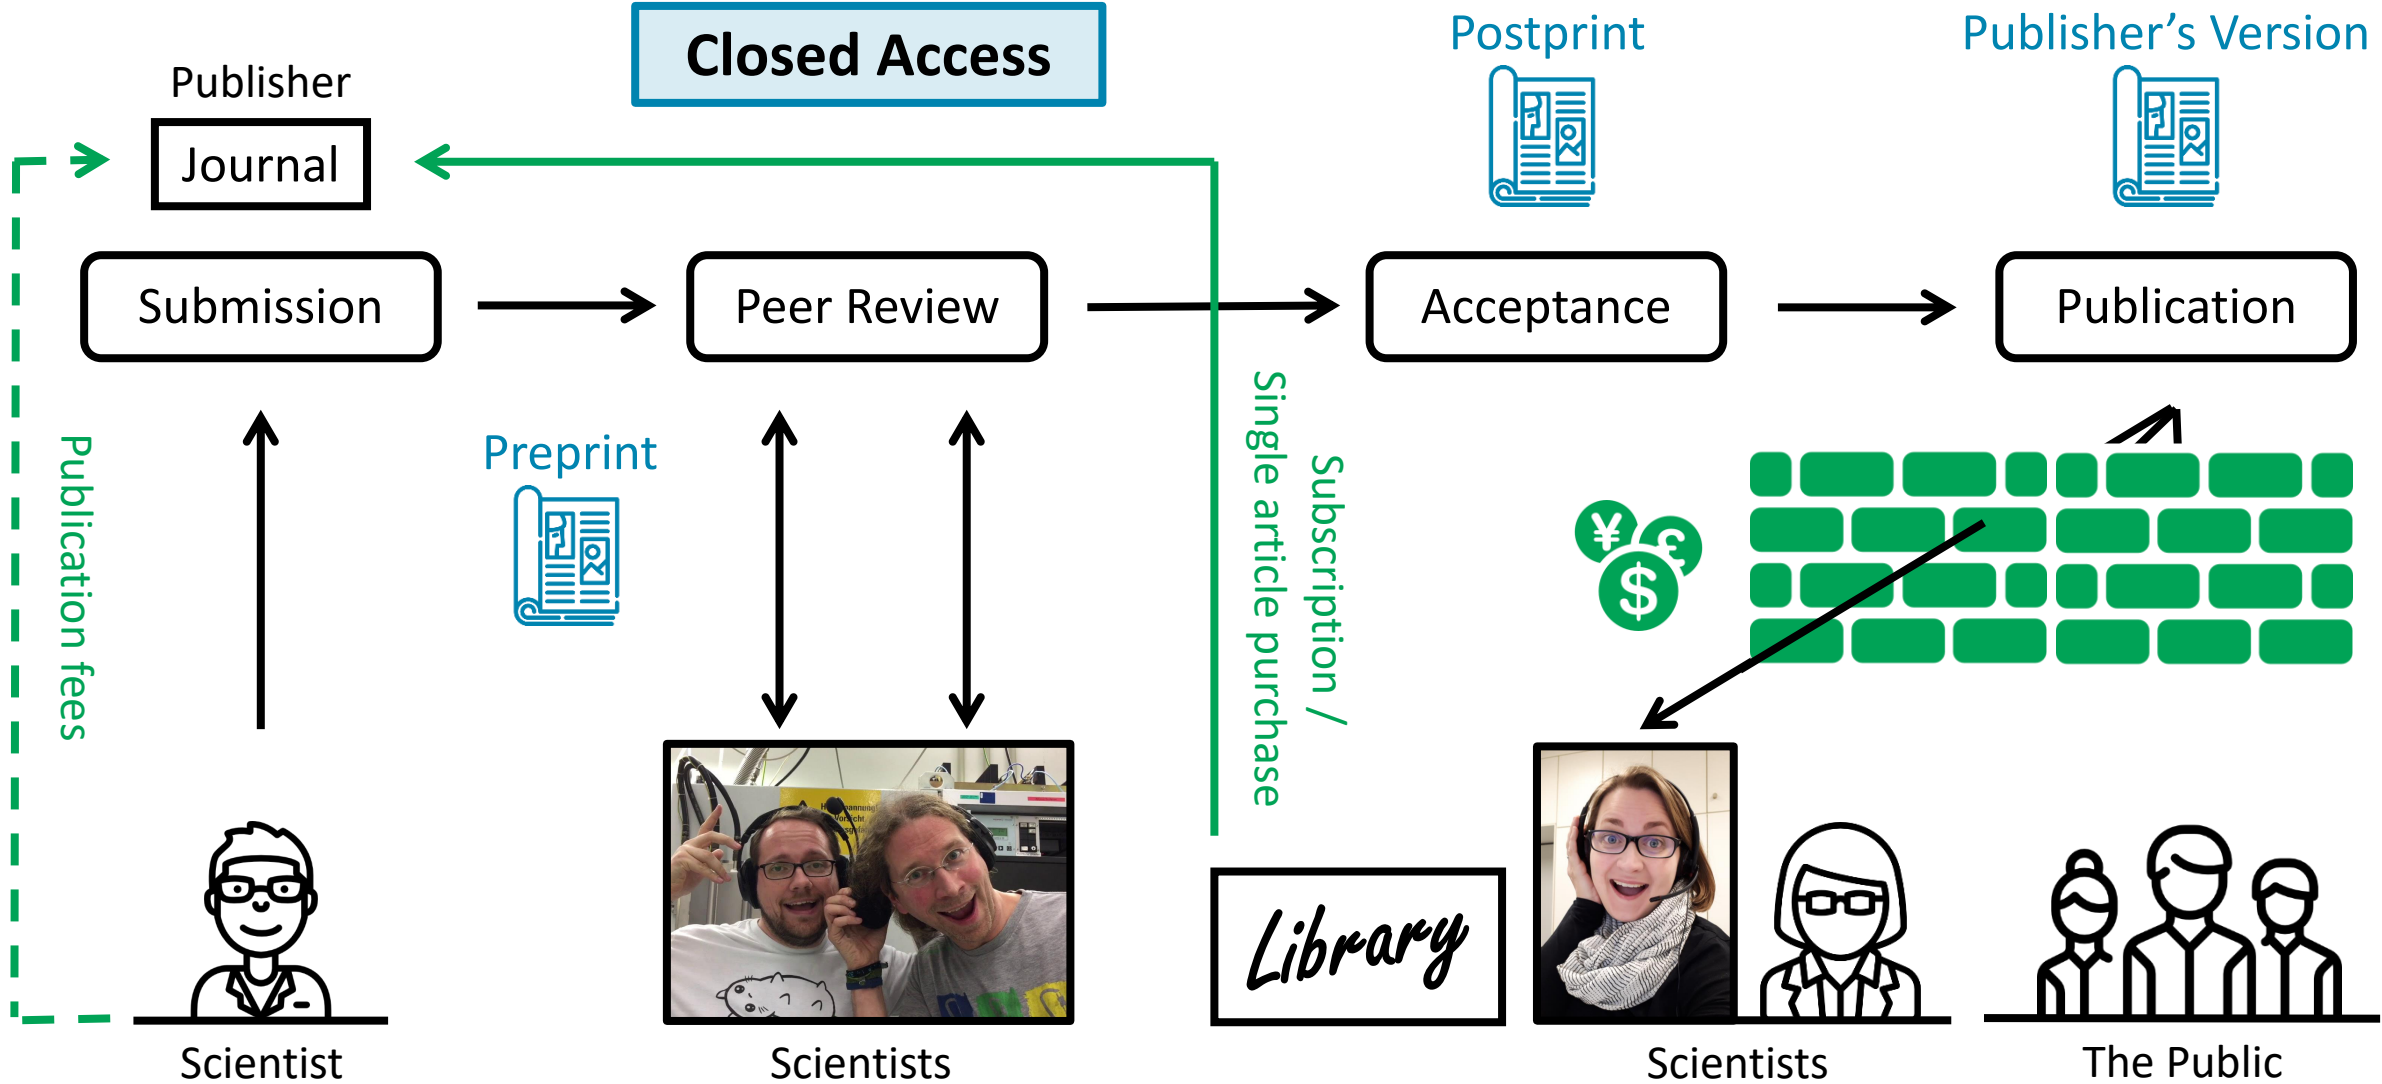 Closed Access
Publisher
Journal
Postprint
Publisher's Version
Submission
Peer Review
Acceptance
Publication
Publication fees
Preprint
Subscription /
Single article purchase
¥
£
$
Library
Scientist
Scientists
Scientists
The Public